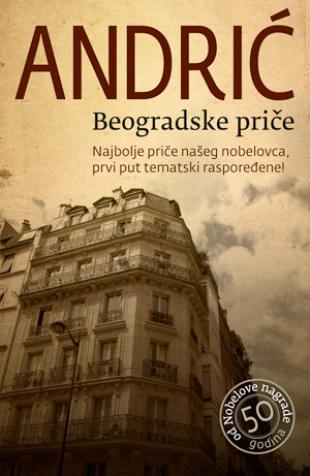 ANDRIĆ
Beogradske priče
Najbolje priče našeg nobelovca,
prvi put tematski raspoređene!
50
godina
od Nobelove nagrade